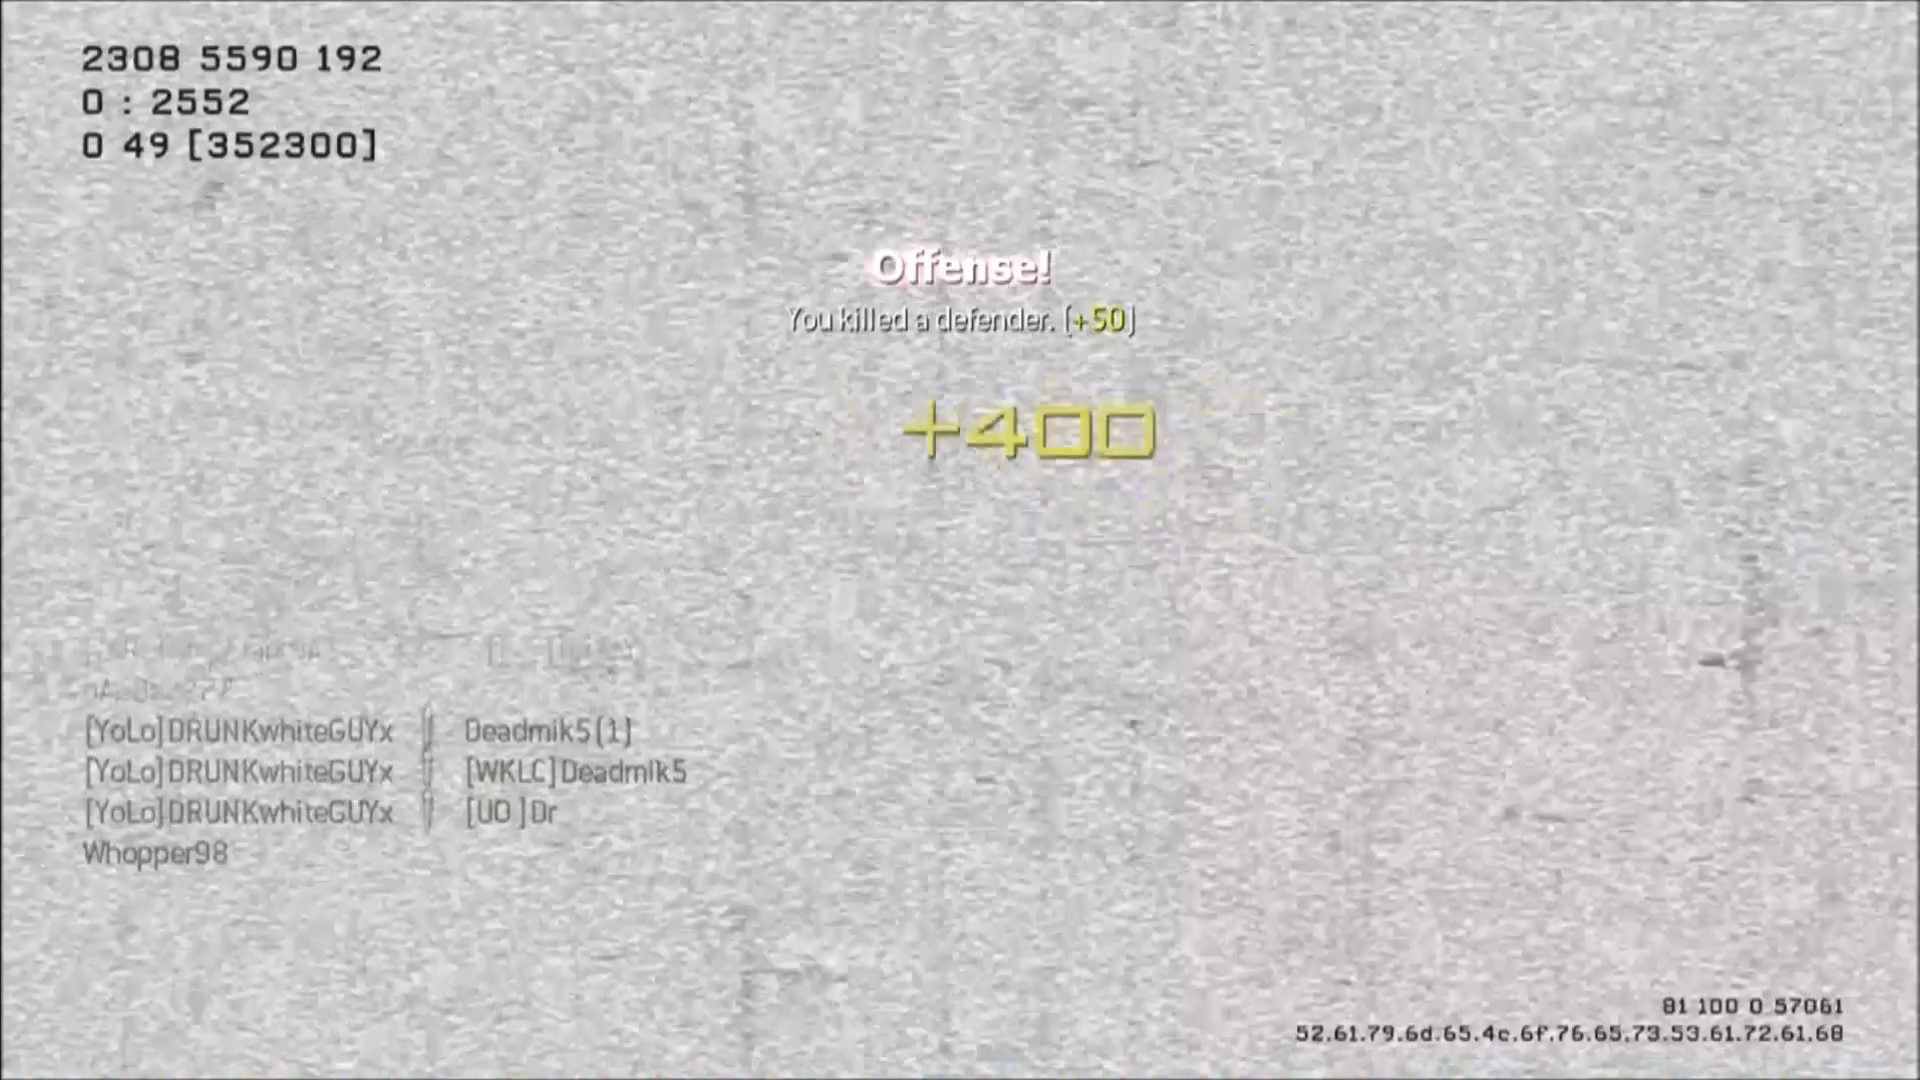 2308 5590 192
0 : 2552
0 49 [352300]
Offense!
You killed a defender. (+50)
+400
[YoLo]DRUNKwhiteGUYx Deadmik5(1)
[YoLo]DRUNKwhiteGUYx [WKLC]Deadmik5
[YoLo]DRUNKwhiteGUYx [UO ]Dr
Whopper98
81 100 0 57061
52.61.79.6d.65.4c.6f.76.65.73.53.61.72.61.68